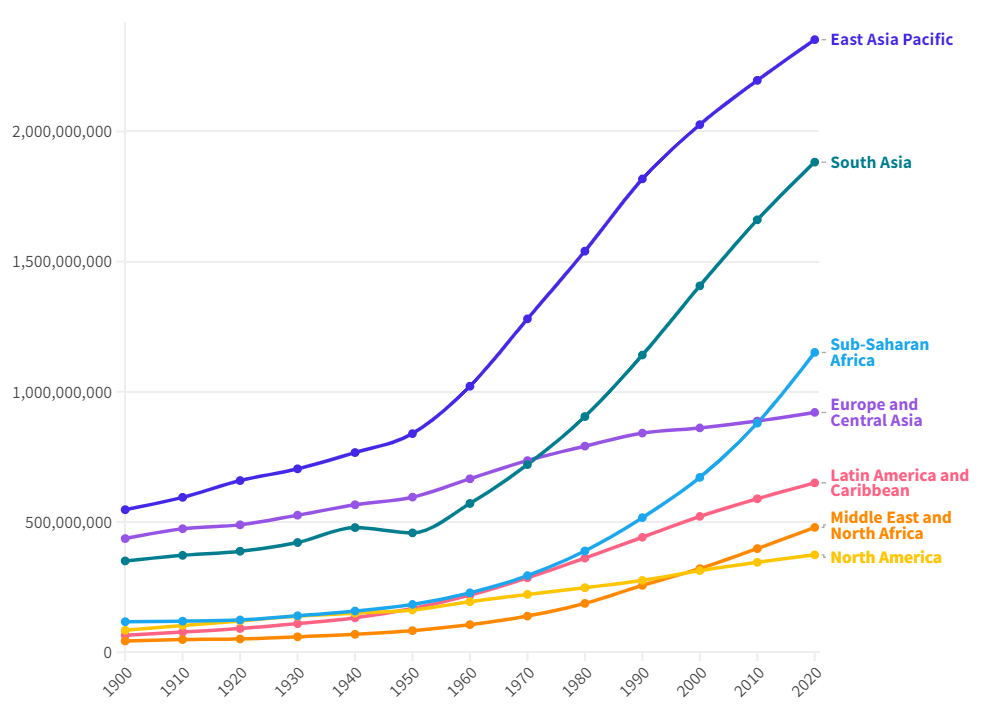 East Asia Pacific
2,000,000,000
South Asia
1,500,000,000
Sub-Saharan
Africa
1,000,000,000
Europe and
Central Asia
Latin America and
Caribbean
500,000,000
Middle East and
North Africa
North America
0
1900
1910
1920
1930
1940
1950
1960
1970
1980
1990
2000
2010
2020